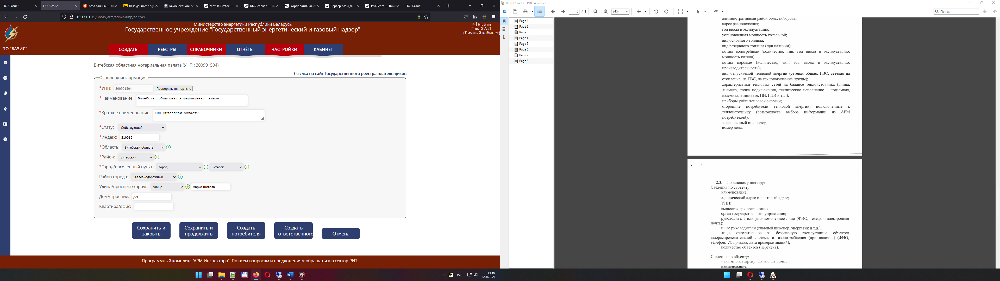 ПО "Базис"
ПО "Базис"
база данных — Ян
база данных png
Какие есть online-
Mozilla Firefox —
DNS-сервер — Ви
Корпоративная с
Сервер базы данн
JavaScript — Вики
ПО "Базис"
10.171.1.15/BASIS_arm/admin/unp/edit/49
Министерство энергетики Республики Беларусь
Государственное учреждение "Государственный энергетический и газовый надзор"
Выйти
Галай А.Л.
(Личный кабинет)
ПО "БАЗИС"
СОЗДАТЬ
РЕЕСТРЫ
СПРАВОЧНИКИ
ОТЧЁТЫ
НАСТРОЙКИ
КАБИНЕТ
Витебская областная нотариальная палата (УНП : 300991504)
Ссылка на сайт Государственного реестра плательщиков
Основная информация:
*УНП: 300991504 Проверить на портале
*Наименование: Витебская областная нотариальная палата
*Краткое наименование: ТНП Витебской области
*Статус: Действующий
*Индекс: 210015
*Область: Витебская область
*Район: Витебский
*Город/населенный пункт: город Витебск
Район города: Железнодорожный
Улица/проспект/корпус: улица Марка Шагала
Дом/строение: д.4
Квартира/офис:
Сохранить и закрыть
Сохранить и продолжить
Создать потребителя
Создать ответственного
Отмена
Программный комплекс "АРМ Инспектора". По всем вопросам и предложениям обращаться в сектор РИТ.
РУС
14:50
12.11.2021
03-6 ТЗ от ГУ - PDF24 Reader
6 / 8
74%
Поиск
Page 1
Page 2
Page 3
Page 4
Page 5
Page 6
Page 7
Page 8
административный район области/города;
адрес расположения;
год ввода в эксплуатацию;
установленная мощность котельной;
вид основного топлива;
вид резервного топлива (при наличии);
котлы водогрейные (количество, тип, год ввода в эксплуатацию,
мощность котлов);
котлы паровые (количество, тип, год ввода в эксплуатацию,
производительность);
вид отпускаемой тепловой энергии (сетевая общая, ГВС, сетевая на
отопление, на ГВС, на технологические нужды);
характеристики тепловых сетей на балансе теплоисточника (длина,
диаметр, точка подключения, техническое исполнение – подземная,
наземная, в минвате, ПИ, ГПИ и т.д.);
приборы учёта тепловой энергии;
сторонние потребители тепловой энергии, подключенные к
теплоисточнику (возможность выбора информации из АРМ
потребителей);
закрепленный инспектор;
номер дела.
2.3. По газовому надзору:
Сведения по субъекту:
наименование;
юридический адрес и почтовый адрес;
УНП;
вышестоящая организация;
орган государственного управления;
руководитель или уполномоченное лицо (ФИО, телефон, электронная
почта);
иные руководители (главный инженер, энергетик и т.д.);
лицо, ответственное за безопасную эксплуатацию объектов
газораспределительной системы и газопотребления (при наличии) (ФИО,
телефон, № приказа, дата проверки знаний);
количество объектов (перечень).
Сведения по объекту:
- для многоквартирных жилых домов:
наименование;